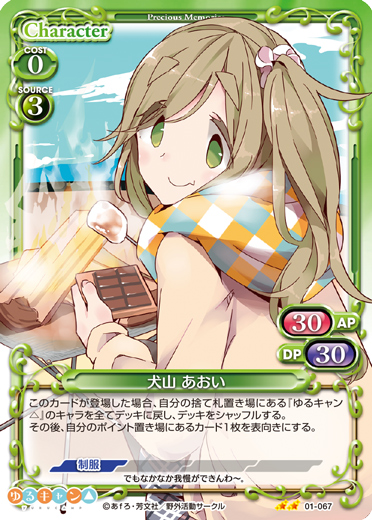 Precious Memories
Character
COST
0
SOURCE
3
30 AP
DP 30
犬山 あおい
このカードが登場した場合、自分の捨て札置き場にある『ゆるキャン
△』のキャラを全てデッキに戻し、デッキをシャッフルする。
その後、自分のポイント置き場にあるカード1枚を表向きにする。
制服
でもなかなか我慢ができんわ〜。
ゆるキャン△
©あfろ・芳文社/野外活動サークル
01-067